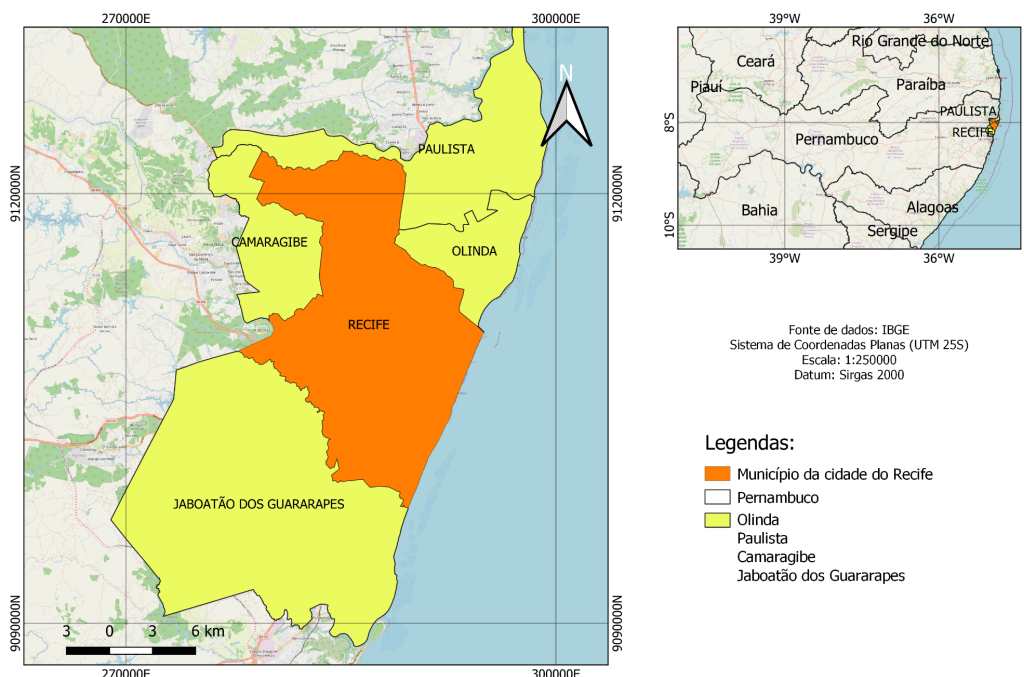 270000E
300000E
N
9120000N
9120000N
PAULISTA
CAMARAGIBE
OLINDA
RECIFE
JABOATÃO DOS GUARARAPES
9090000N
9090000N
3 0 3 6 km
270000E
300000E
39°W
36°W
Rio Grande do Norte
Ceará
Piauí
Paraíba
PAULISTA
8°S
8°S
RECIFE
Pernambuco
Bahia
Alagoas
Sergipe
10°S
10°S
39°W
36°W
Fonte de dados: IBGE
Sistema de Coordenadas Planas (UTM 25S)
Escala: 1:250000
Datum: Sirgas 2000
Legendas:
Município da cidade do Recife
Pernambuco
Olinda
Paulista
Camaragibe
Jaboatão dos Guararapes